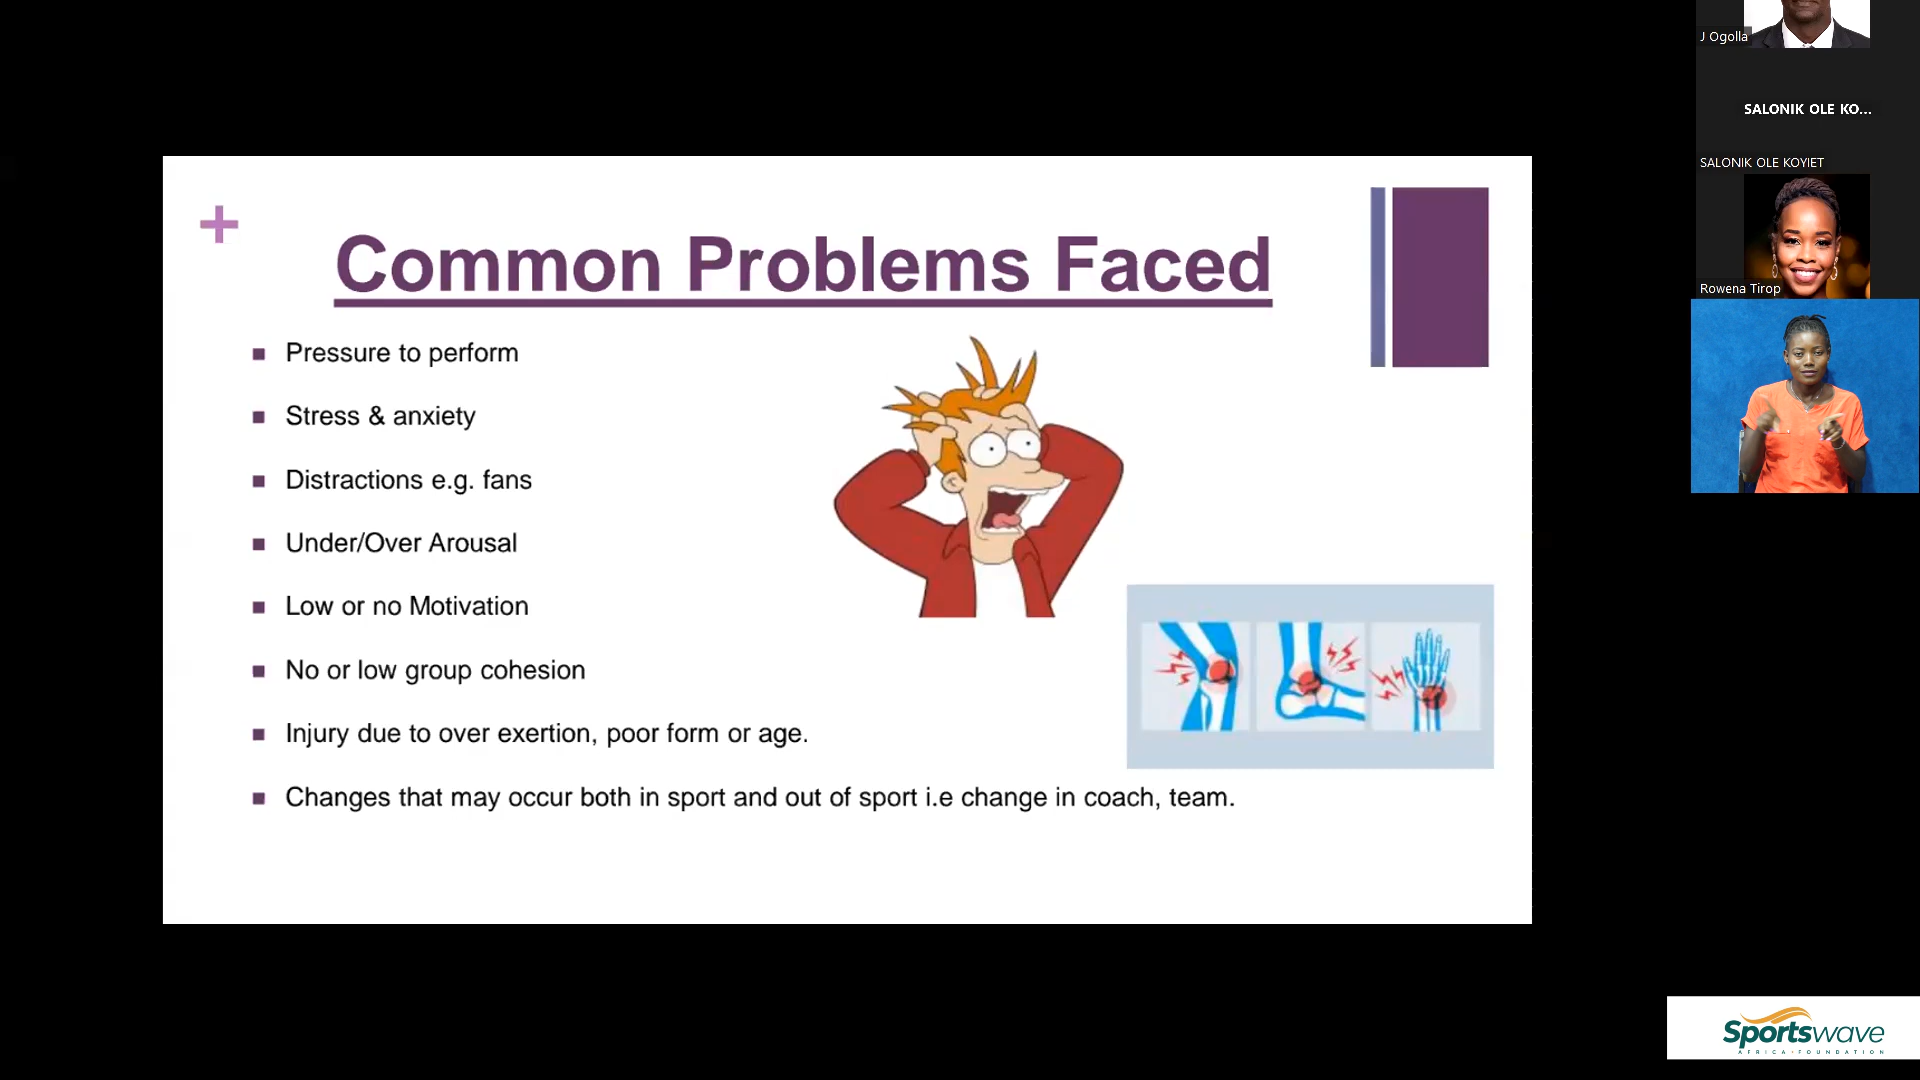 Common Problems Faced
Pressure to perform
Stress & anxiety
Distractions e.g. fans
Under/Over Arousal
Low or no Motivation
No or low group cohesion
Injury due to over exertion, poor form or age.
Changes that may occur both in sport and out of sport i.e change in coach, team.
J Ogolla
SALONIK OLE KO...
SALONIK OLE KOYIET
Rowena Tirop
Sportswave
AFRICA • FOUNDATION